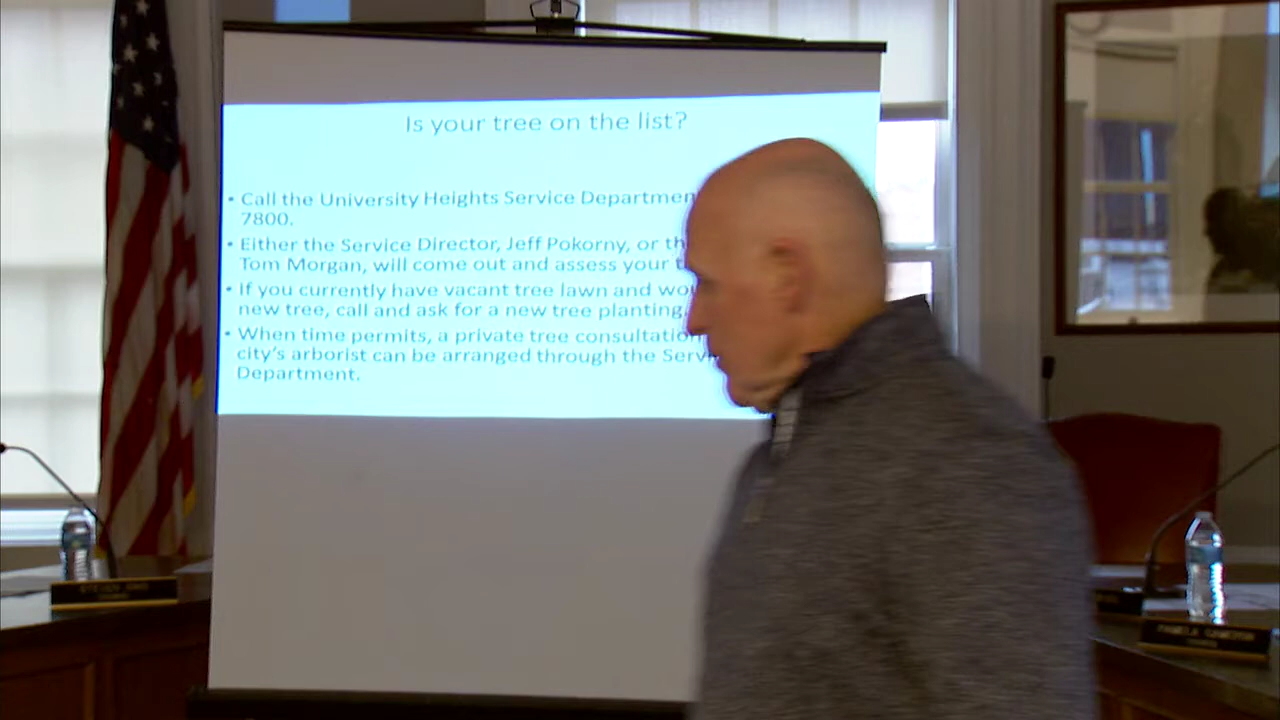 Is your tree on the list?
• Call the University Heights Service Departmen
7800.
• Either the Service Director, Jeff Pokorny, or th
Tom Morgan, will come out and assess your t
• If you currently have vacant tree lawn and wou
new tree, call and ask for a new tree planting.
• When time permits, a private tree consultation
city's arborist can be arranged through the Serv
Department.
PAMELA CAMERON